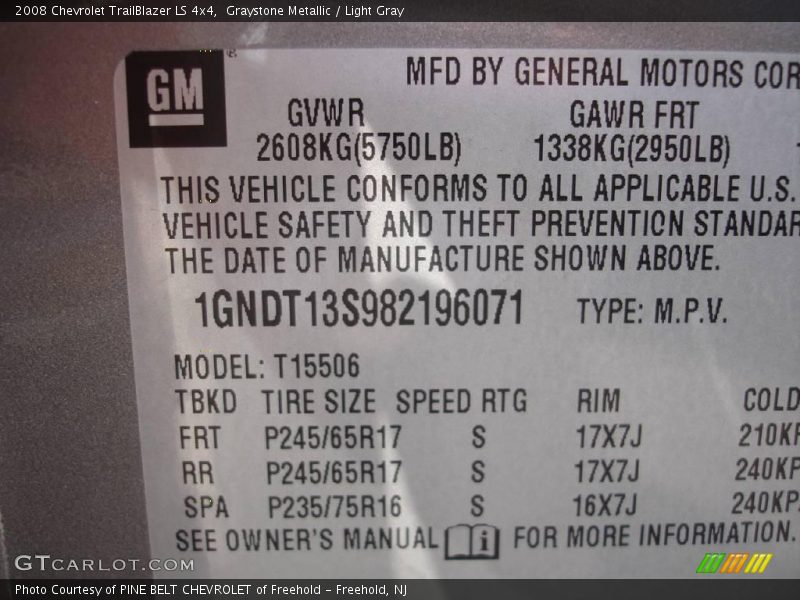 2008 Chevrolet TrailBlazer LS 4x4, Graystone Metallic / Light Gray
GM ®
MFD BY GENERAL MOTORS COR
GVWR GAWR FRT
2608KG(5750LB) 1338KG(2950LB)
THIS VEHICLE CONFORMS TO ALL APPLICABLE U.S.
VEHICLE SAFETY AND THEFT PREVENTION STANDAR
THE DATE OF MANUFACTURE SHOWN ABOVE.
1GNDT13S982196071 TYPE: M.P.V.
MODEL: T15506
TBKD TIRE SIZE SPEED RTG RIM COLD
FRT P245/65R17 S 17X7J 210KP
RR P245/65R17 S 17X7J 240KP
SPA P235/75R16 S 16X7J 240KP
SEE OWNER'S MANUAL i FOR MORE INFORMATION.
GTCARLOT.COM
Photo Courtesy of PINE BELT CHEVROLET of Freehold - Freehold, NJ